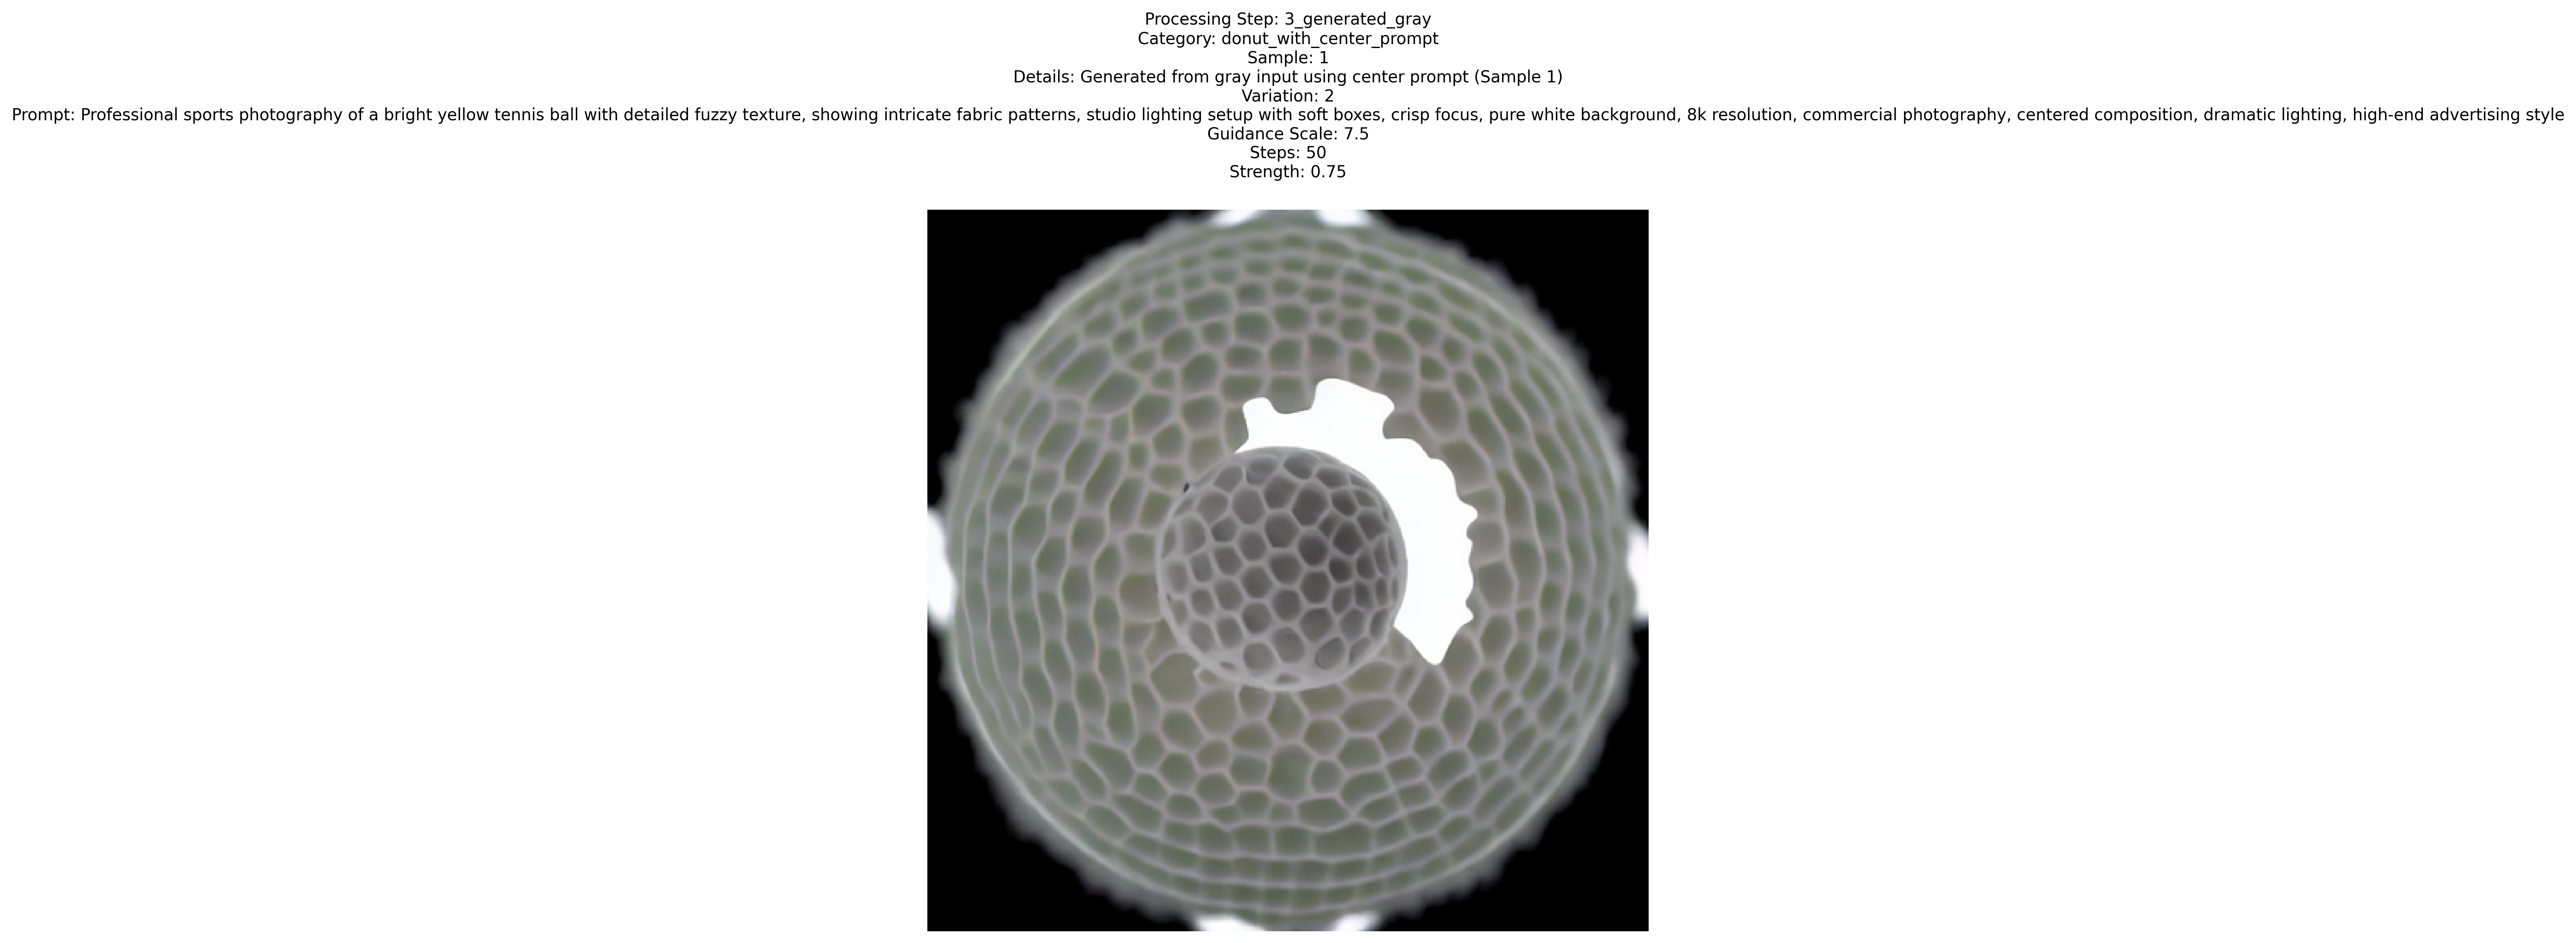 Processing Step: 3_generated_gray
Category: donut_with_center_prompt
Sample: 1
Details: Generated from gray input using center prompt (Sample 1)
Variation: 2
Prompt: Professional sports photography of a bright yellow tennis ball with detailed fuzzy texture, showing intricate fabric patterns, studio lighting setup with soft boxes, crisp focus, pure white background, 8k resolution, commercial photography, centered composition, dramatic lighting, high-end advertising style
Guidance Scale: 7.5
Steps: 50
Strength: 0.75